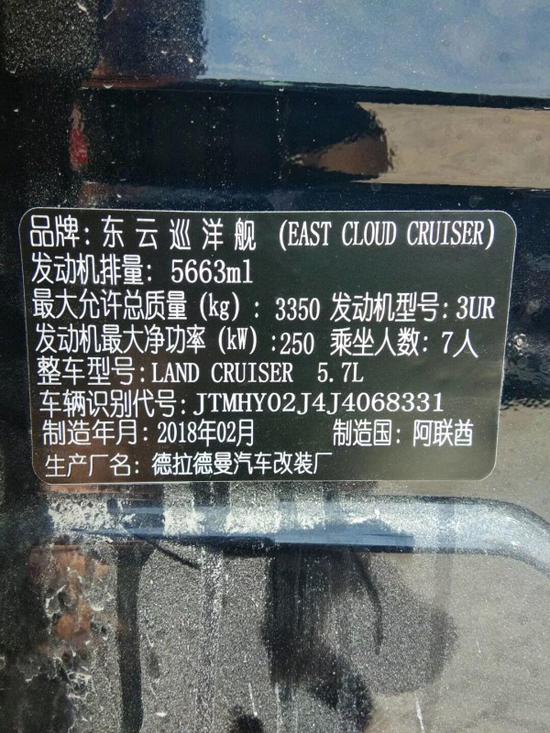 品牌:东云巡洋舰 (EAST CLOUD CRUISER)
发动机排量: 5663ml
最大允许总质量(kg): 3350 发动机型号:3UR
发动机最大净功率(kW):250 乘坐人数:7人
整车型号:LAND CRUISER 5.7L
车辆识别代号:JTMHY02J4J4068331
制造年月:2018年02月 制造国:阿联酋
生产厂名:德拉德曼汽车改装厂